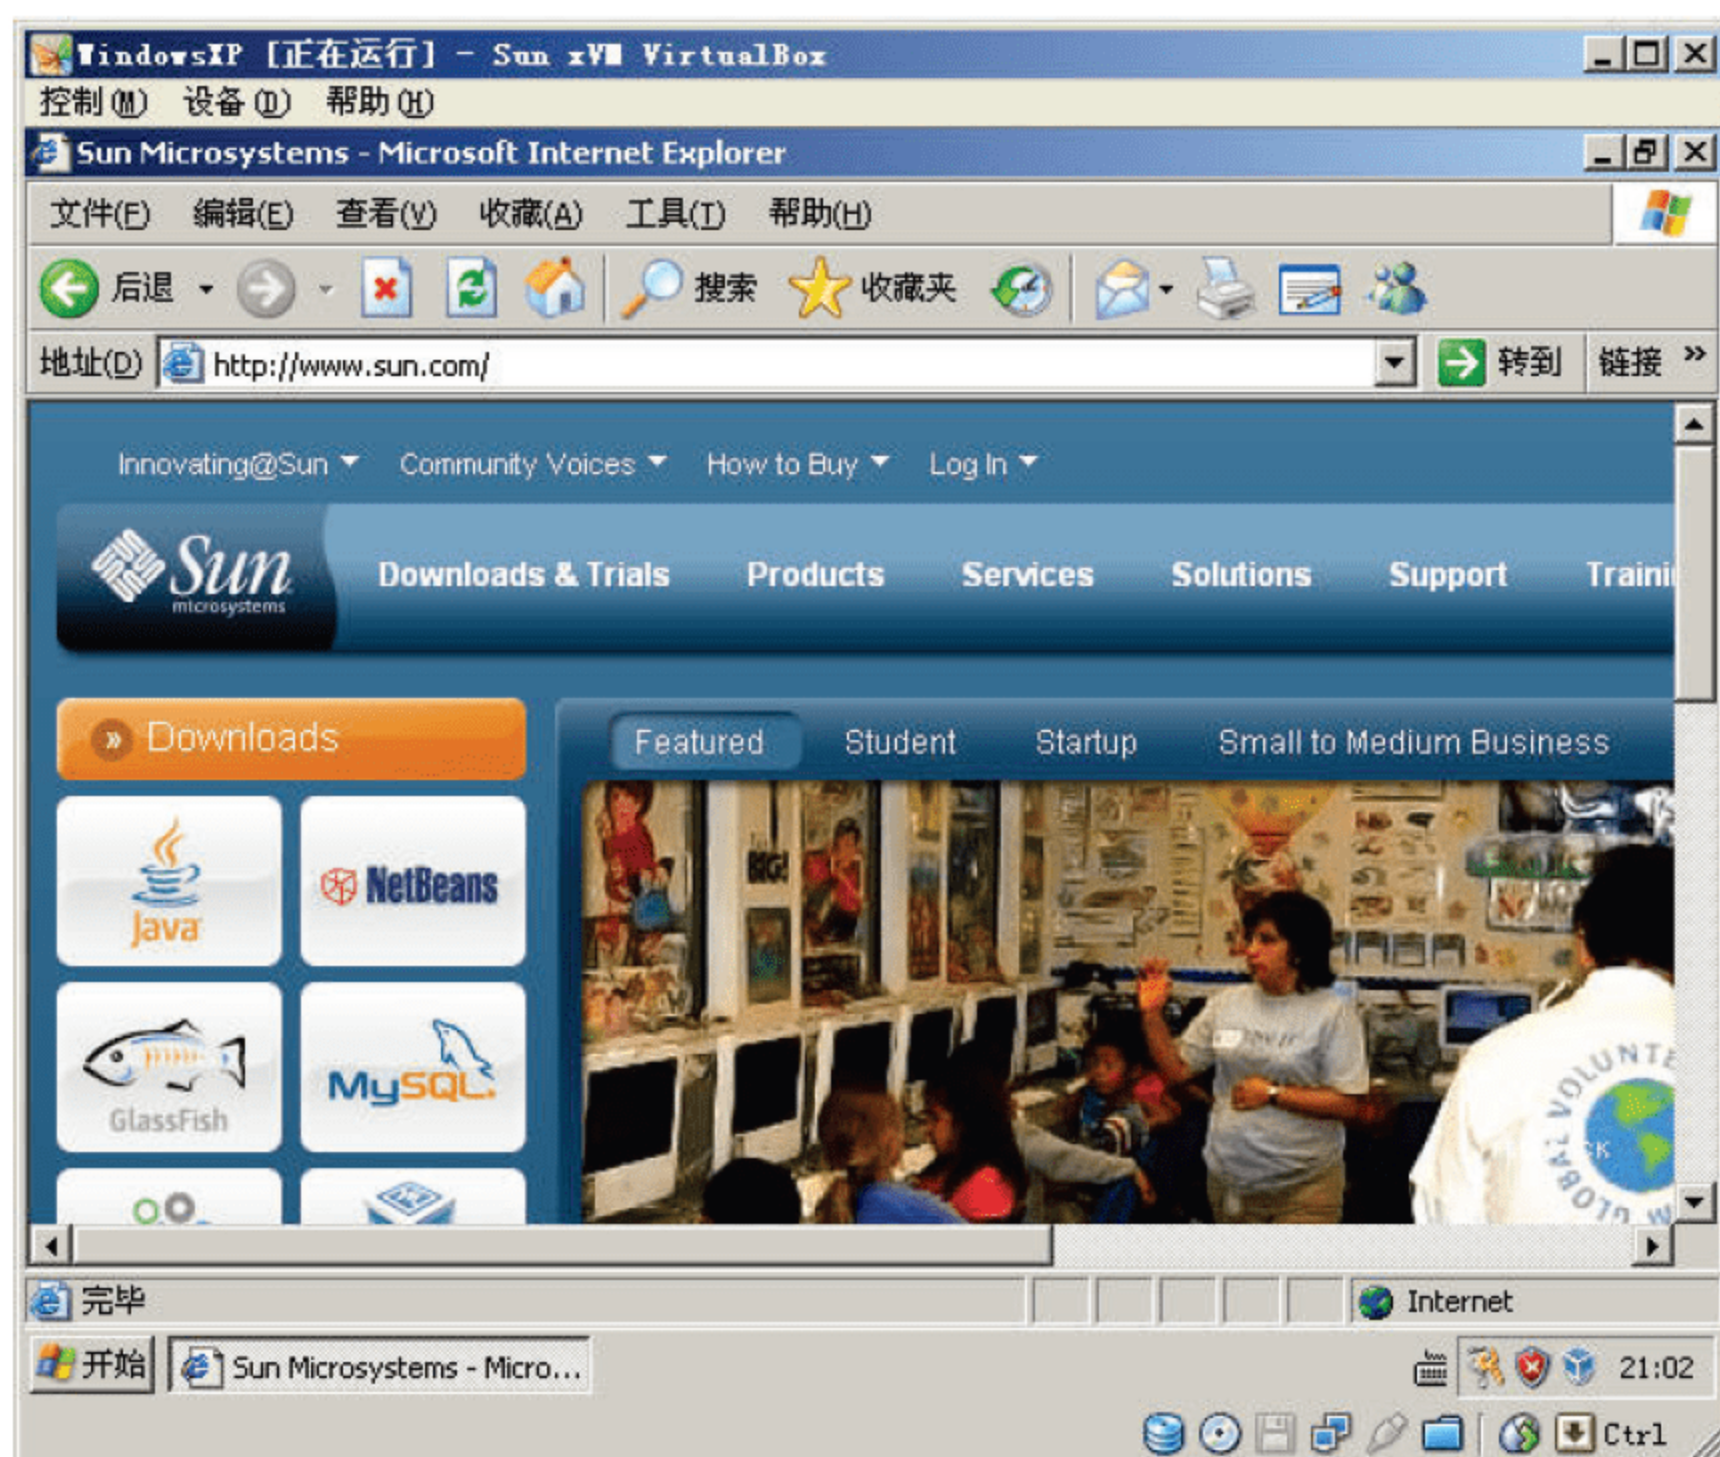 WindowsXP [正在运行] - Sun xVM VirtualBox
控制(M) 设备(D) 帮助(H)
Sun Microsystems - Microsoft Internet Explorer
文件(F) 编辑(E) 查看(V) 收藏(A) 工具(T) 帮助(H)
后退 搜索 收藏夹
地址(D) http://www.sun.com/ 转到 链接 »
Innovating@Sun Community Voices How to Buy Log In
Sun microsystems Downloads & Trials Products Services Solutions Support Traini
» Downloads Featured Student Startup Small to Medium Business
Java NetBeans
GlassFish MySQL
GLOBAL VOLUNTE
完毕 Internet
开始 Sun Microsystems - Micro... 21:02
Ctrl